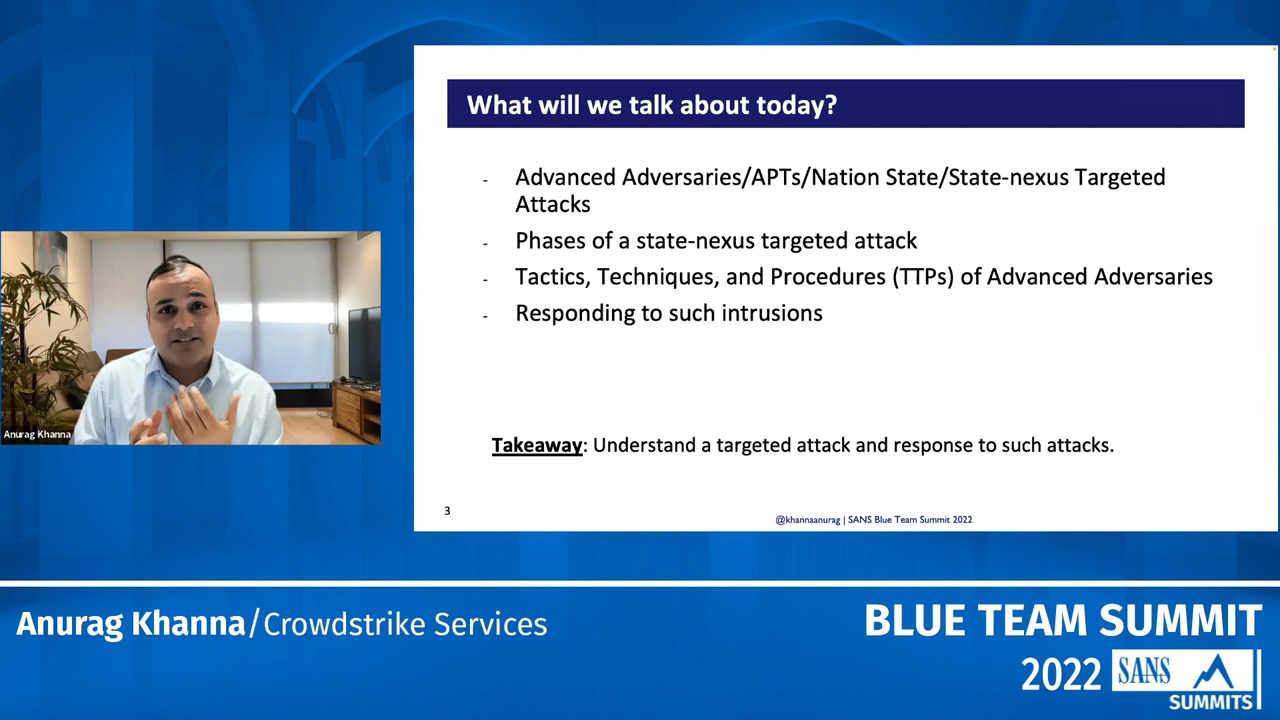 What will we talk about today?
- Advanced Adversaries/APTs/Nation State/State-nexus Targeted
Attacks
- Phases of a state-nexus targeted attack
- Tactics, Techniques, and Procedures (TTPs) of Advanced Adversaries
- Responding to such intrusions
Takeaway: Understand a targeted attack and response to such attacks.
3
@khannaanurag | SANS Blue Team Summit 2022
Anurag Khanna
Anurag Khanna/Crowdstrike Services
BLUE TEAM SUMMIT
2022
SANS
SUMMITS